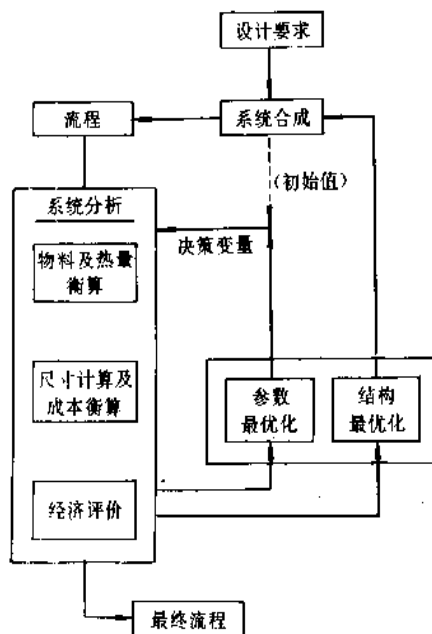 设计要求
流程
系统合成
(初始值)
系统分析
决策变量
物料及热量
衡算
尺寸计算及
成本衡算
参数
最优化
结构
最优化
经济评价
最终流程